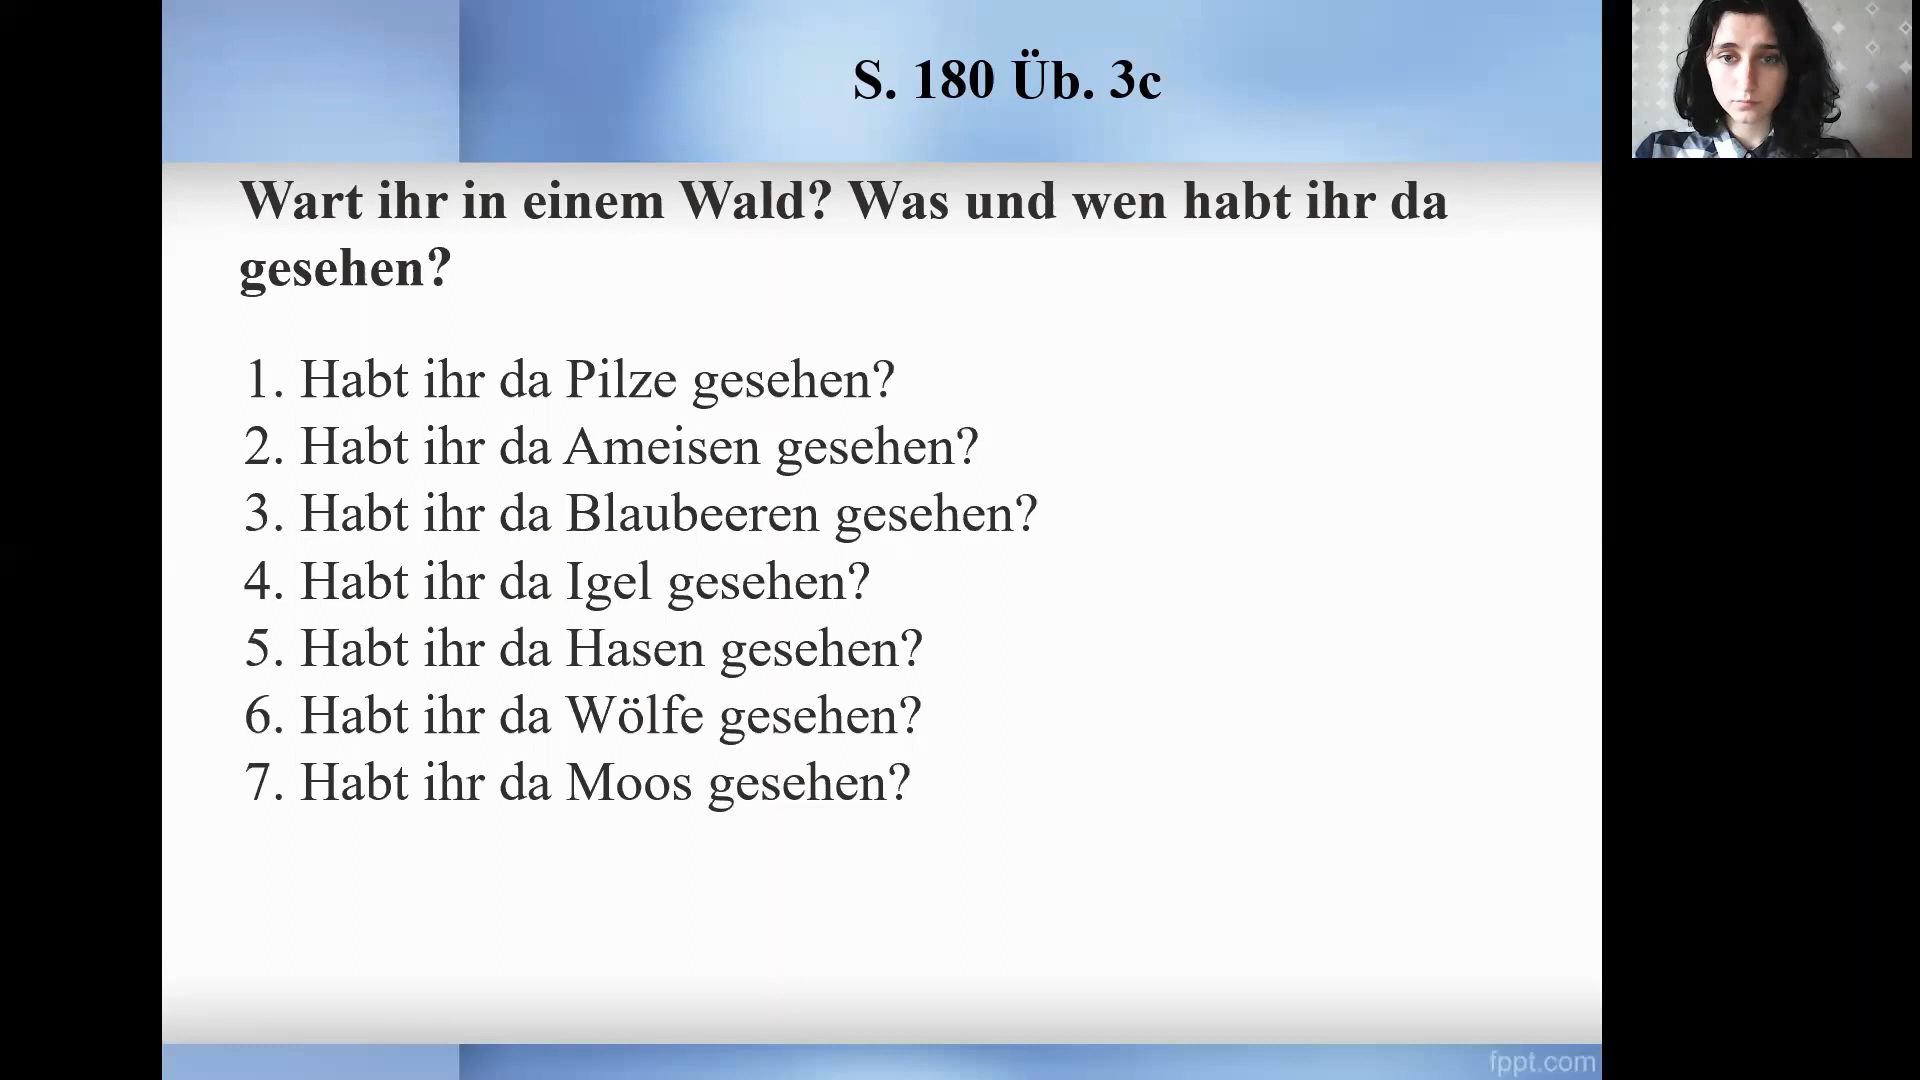 S. 180 Üb. 3c
Wart ihr in einem Wald? Was und wen habt ihr da
gesehen?
1. Habt ihr da Pilze gesehen?
2. Habt ihr da Ameisen gesehen?
3. Habt ihr da Blaubeeren gesehen?
4. Habt ihr da Igel gesehen?
5. Habt ihr da Hasen gesehen?
6. Habt ihr da Wölfe gesehen?
7. Habt ihr da Moos gesehen?
fppt.com